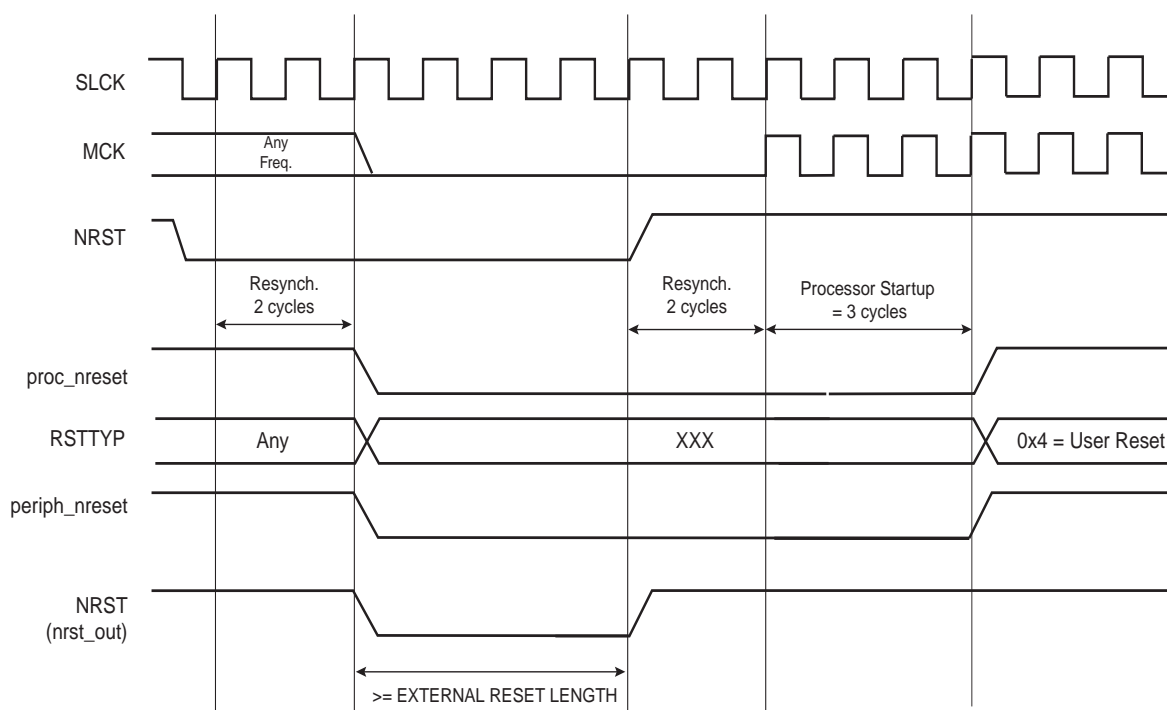 SLCK
MCK
Any
Freq.
NRST
Resynch.
2 cycles
Resynch.
2 cycles
Processor Startup
= 3 cycles
proc_nreset
RSTTYP
Any
XXX
0x4 = User Reset
periph_nreset
NRST
(nrst_out)
>= EXTERNAL RESET LENGTH